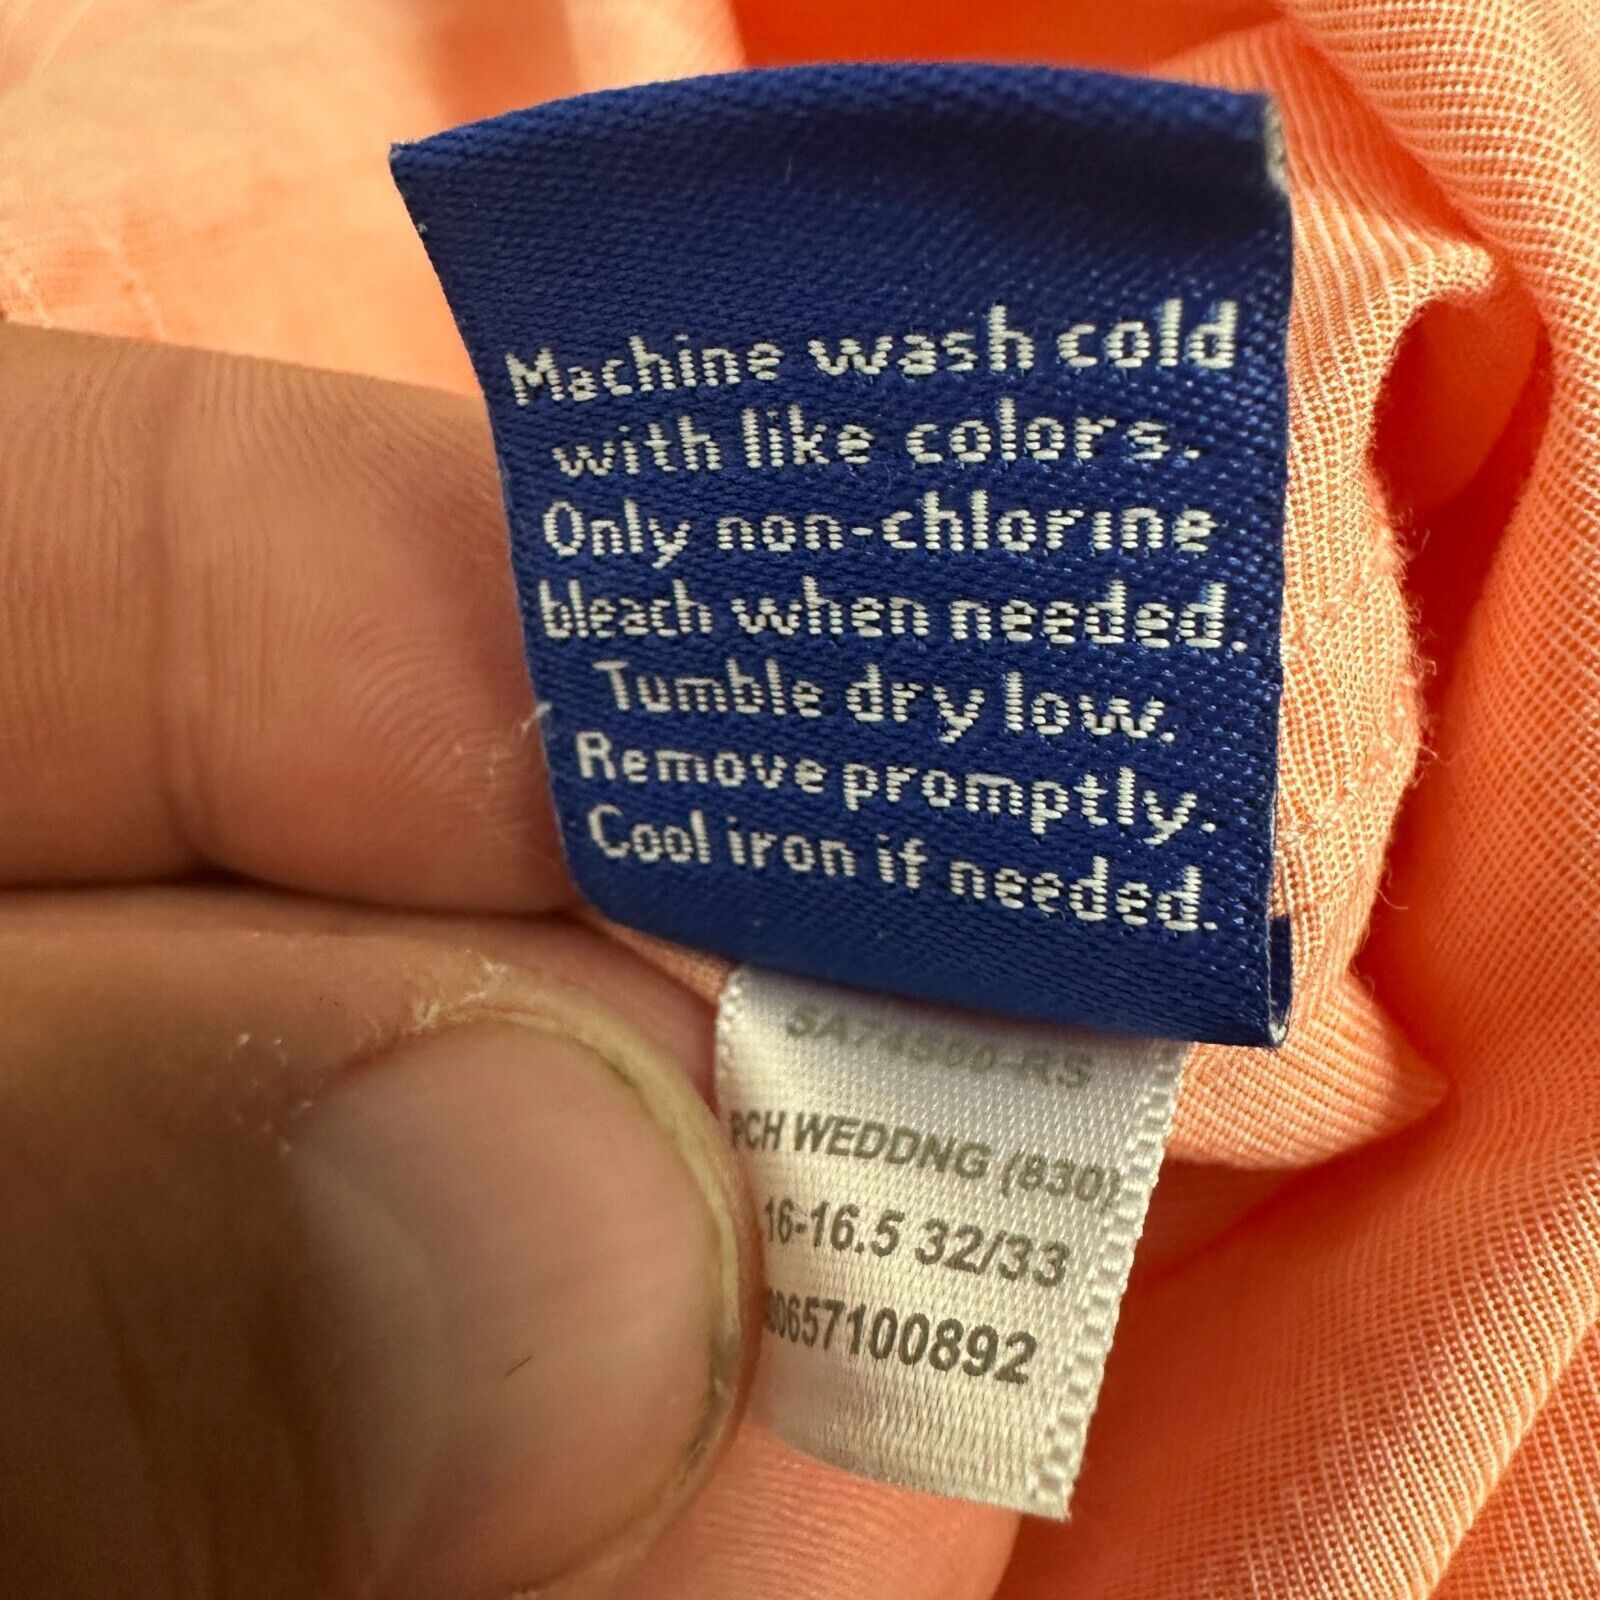 Machine wash cold
with like colors.
Only non-chlorine
bleach when needed.
Tumble dry low.
Remove promptly.
Cool iron if needed.
PCH WEDDNG (830)
16-16.5 32/33